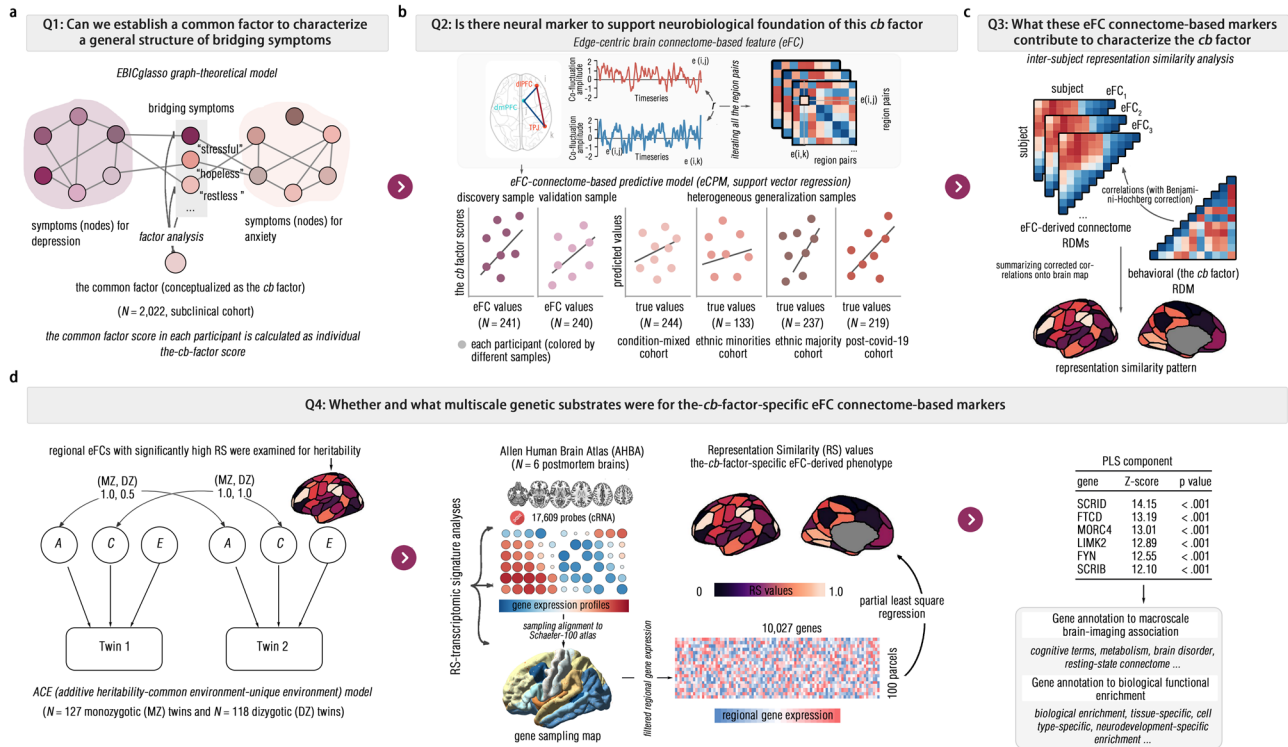 a
Q1: Can we establish a common factor to characterize
a general structure of bridging symptoms
EBICglasso graph-theoretical model
bridging symptoms
"stressful"
"hopeless"
"restless
...
symptoms (nodes) for
depression
factor analysis
symptoms (nodes) for
anxiety
the common factor (conceptualized as the cb factor)
(N = 2,022, subclinical cohort)
the common factor score in each participant is calculated as individual
the-cb-factor score
b
Q2: Is there neural marker to support neurobiological foundation of this cb factor
Edge-centric brain connectome-based feature (eFC)
dlPFC
dmPFC
TPJ
i
j
k
Co-fluctuation
amplitude
2
1
0
-1
-2
e (i,j)
Timeseries
Co-fluctuation
amplitude
2
1
0
-1
-2
e (i,j)
Timeseries
e (i,k)
r
iterating all the region pairs
e(i,j)
region pairs
e(i,k)
...
region pairs
eFC-connectome-based predictive model (eCPM, support vector regression)
discovery sample
validation sample
heterogeneous generalization samples
the cb factor scores
predicted values
eFC values
(N = 241)
eFC values
(N = 240)
true values
(N = 244)
condition-mixed
cohort
true values
(N = 133)
ethnic minorities
cohort
true values
(N = 237)
ethnic majority
cohort
true values
(N = 219)
post-covid-19
cohort
each participant (colored by
different samples)
c
Q3: What these eFC connectome-based markers
contribute to characterize the cb factor
inter-subject representation similarity analysis
subject
eFC1
eFC2
eFC3
subject
...
correlations (with Benjami-
ni-Hochberg correction)
eFC-derived connectome
RDMs
summarizing corrected cor-
relations onto brain map
behavioral (the cb factor)
RDM
representation similarity pattern
d
Q4: Whether and what multiscale genetic substrates were for the-cb-factor-specific eFC connectome-based markers
regional eFCs with significantly high RS were examined for heritability
(MZ, DZ)
1.0, 0.5
(MZ, DZ)
1.0, 1.0
A
C
E
A
C
E
Twin 1
Twin 2
ACE (additive heritability-common environment-unique environment) model
(N = 127 monozygotic (MZ) twins and N = 118 dizygotic (DZ) twins)
RS-transcriptomic signature analyses
Allen Human Brain Atlas (AHBA)
(N = 6 postmortem brains)
17,609 probes (cRNA)
gene expression profiles
sampling alignment to
Schaeler-100 atlas
gene sampling map
filtered regional gene expression
Representation Similarity (RS) values
the-cb-factor-specific eFC-derived phenotype
0
RS values
1.0
partial least square
regression
10,027 genes
100 parcels
regional gene expression
PLS component
gene Z-score p value
SCRID 14.15 < .001
FTCD 13.19 < .001
MORC4 13.01 < .001
LIMK2 12.89 < .001
FYN 12.55 < .001
SCRIB 12.10 < .001
Gene annotation to macroscale
brain-imaging association
cognitive terms, metabolism, brain disorder,
resting-state connectome ...
Gene annotation to biological functional
enrichment
biological enrichment, tissue-specific, cell
type-specific, neurodevelopment-specific
enrichment ...